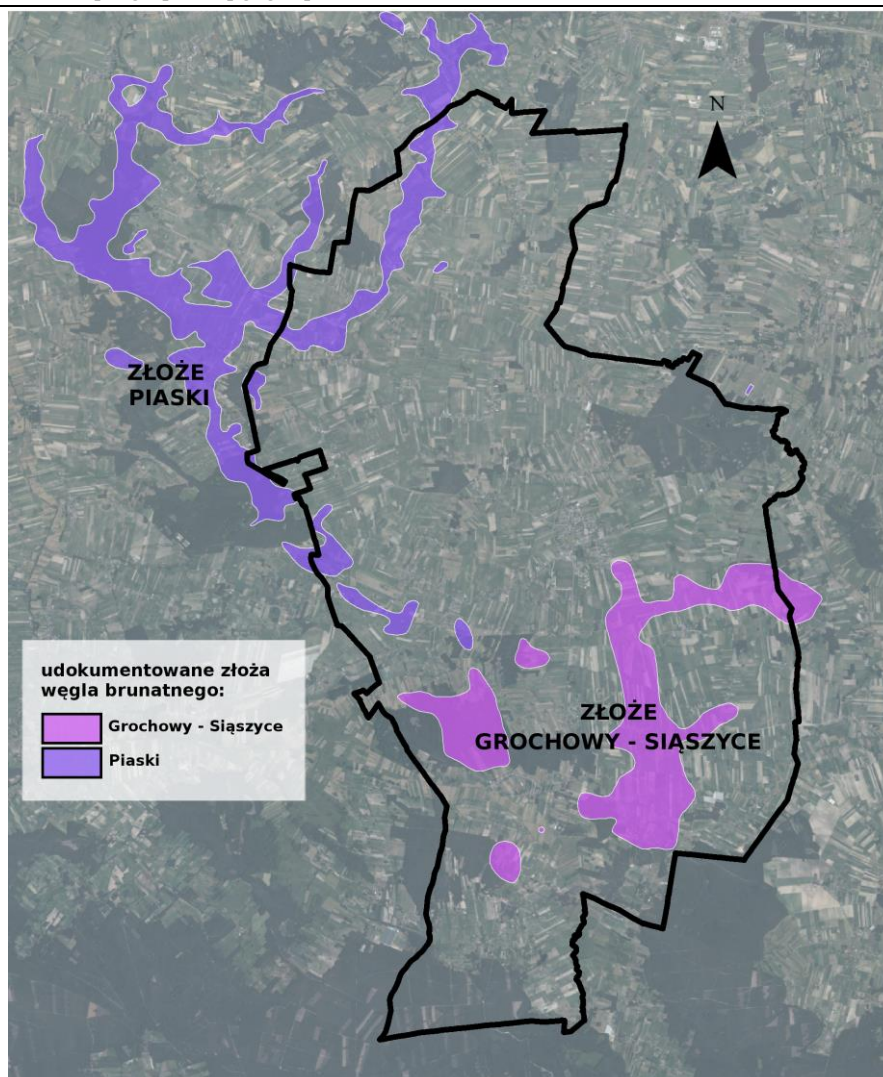 N
ZŁOŻE
PIASKI
udokumentowane złoża
węgla brunatnego:
Grochowy - Siąszyce
Piaski
ZŁOŻE
GROCHOWY - SIĄSZYCE